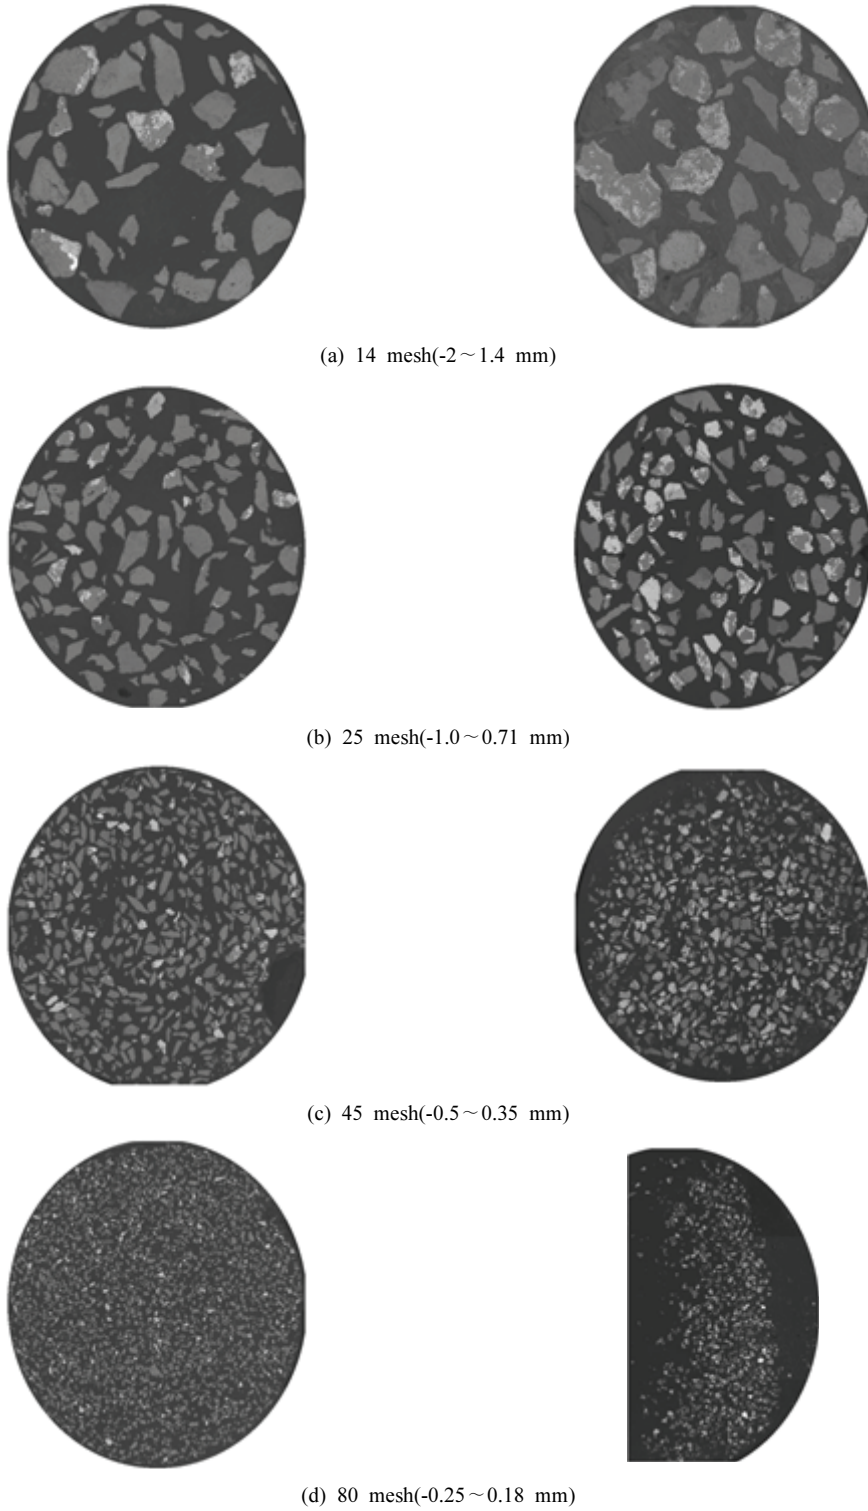 (a) 14 mesh(-2～1.4 mm)
(b) 25 mesh(-1.0～0.71 mm)
(c) 45 mesh(-0.5～0.35 mm)
(d) 80 mesh(-0.25～0.18 mm)